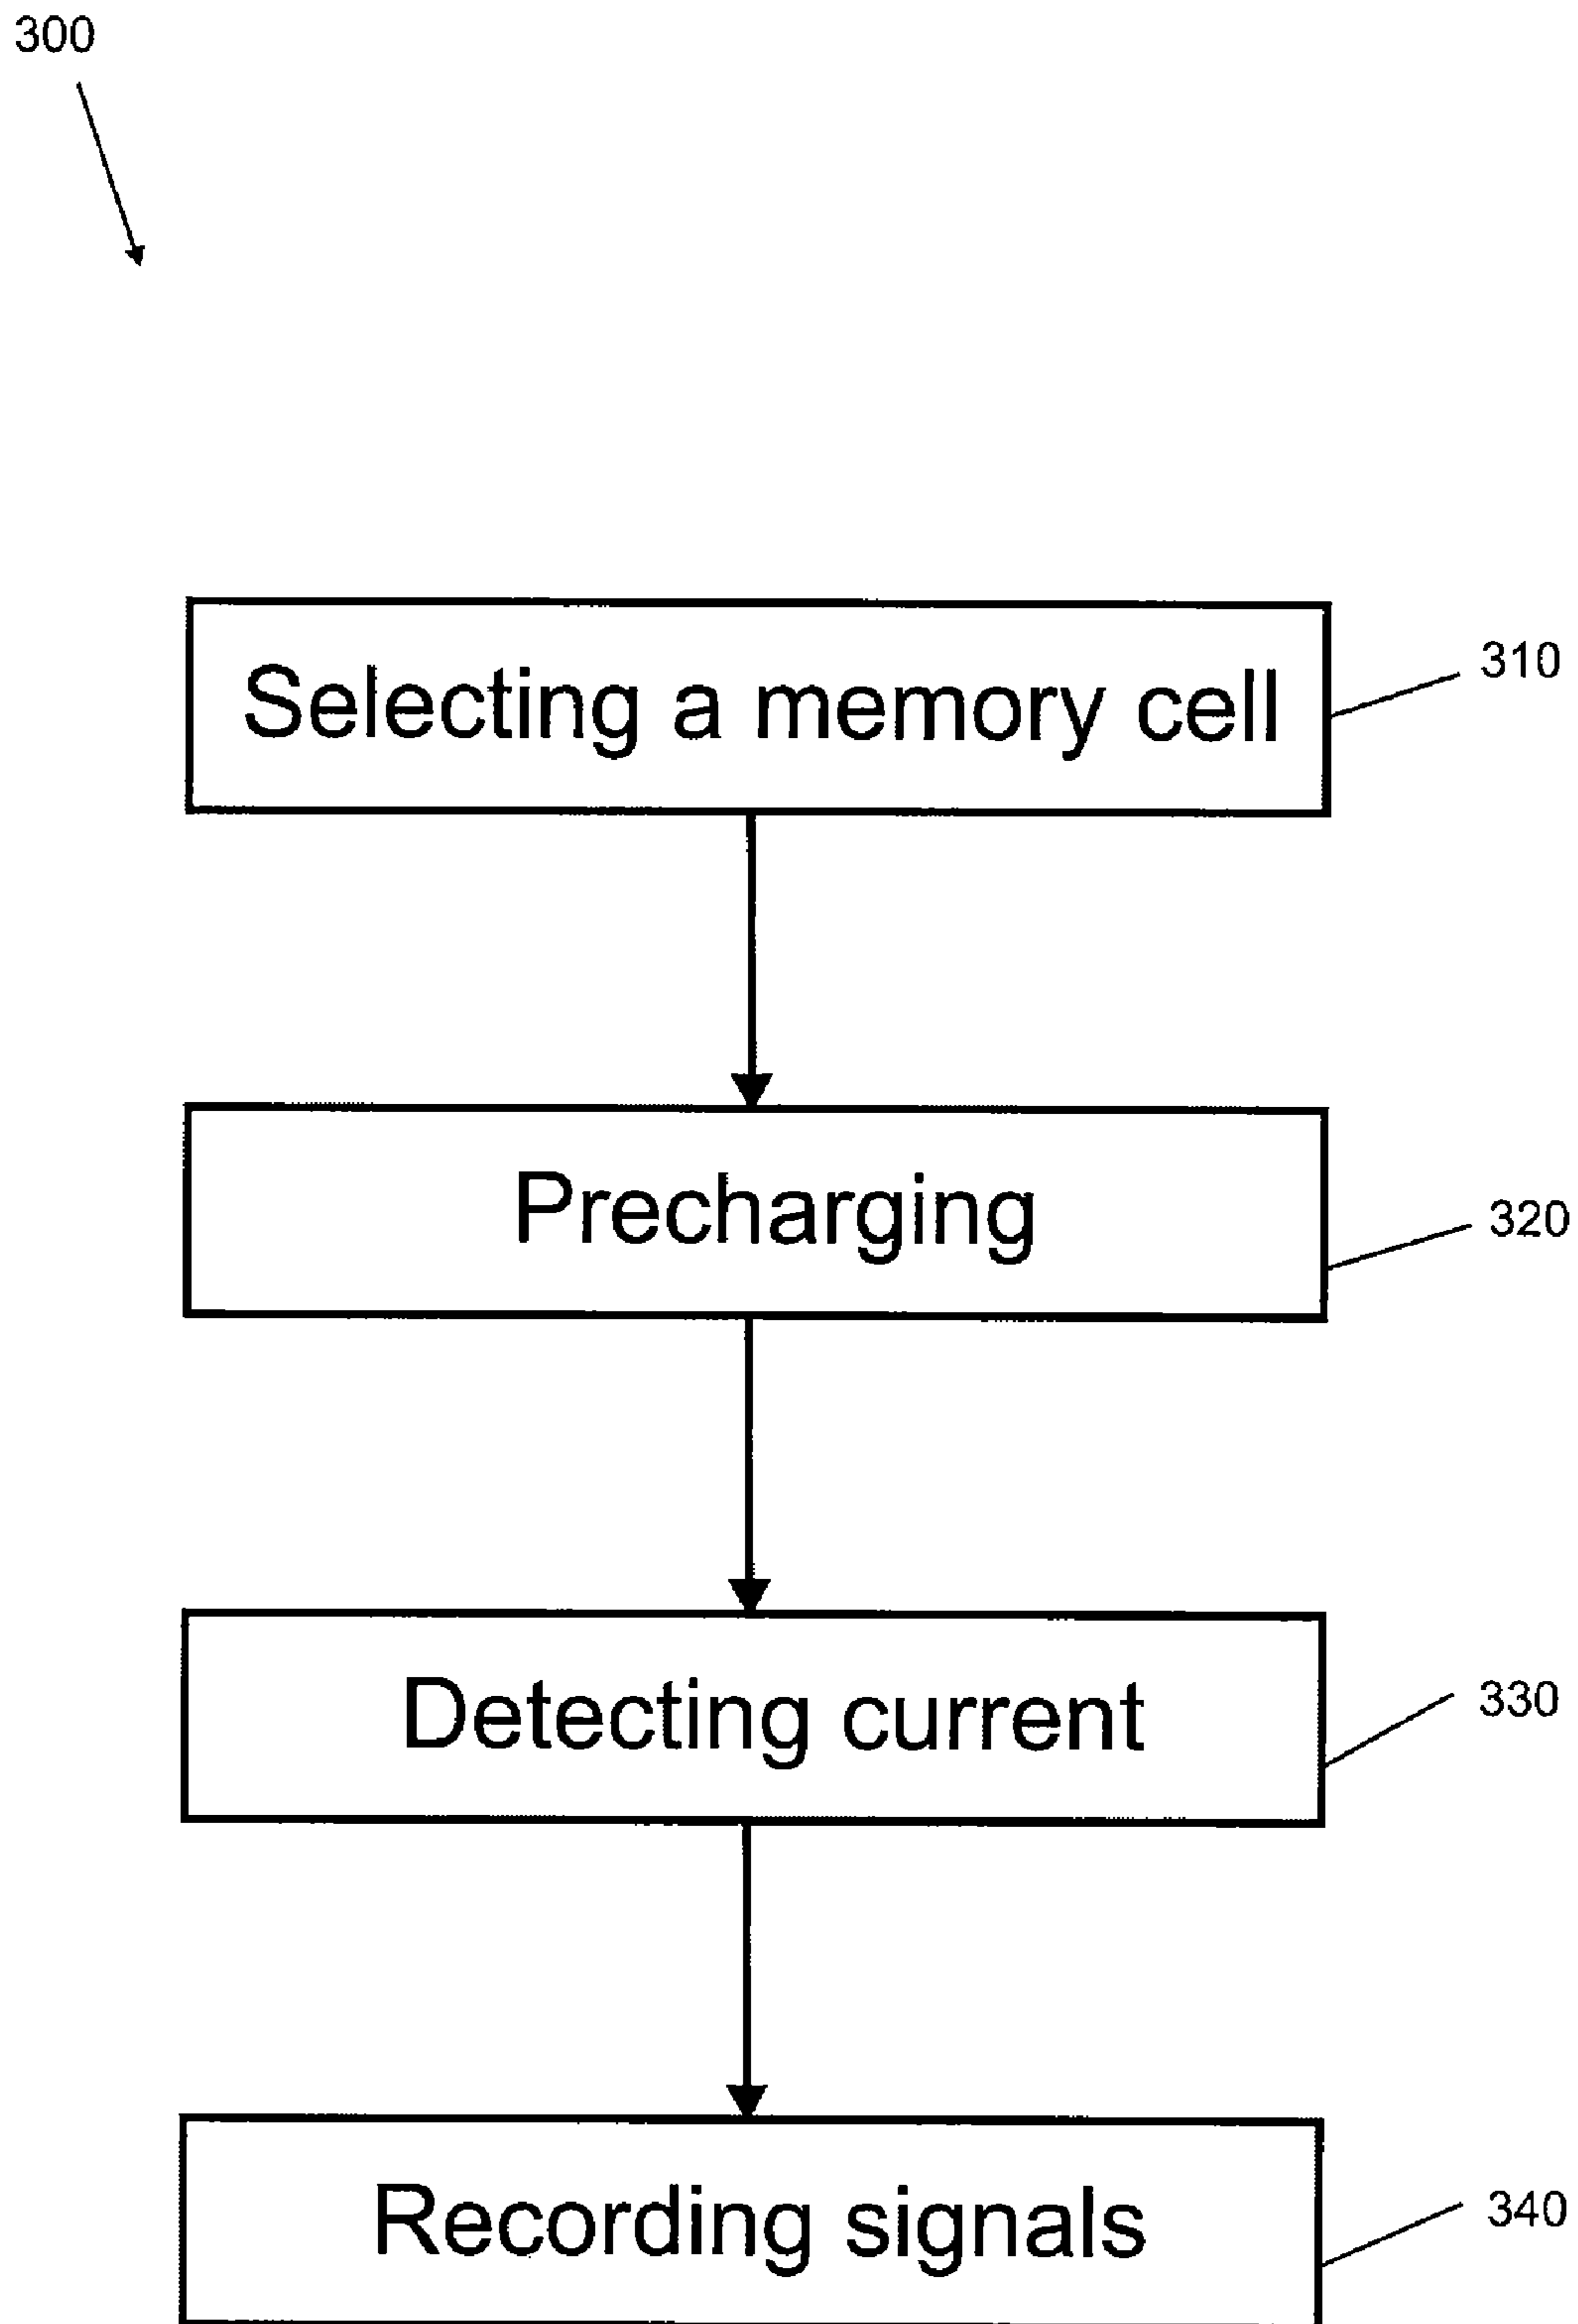 300
Selecting a memory cell
310
Precharging
320
Detecting current
330
Recording signals
340